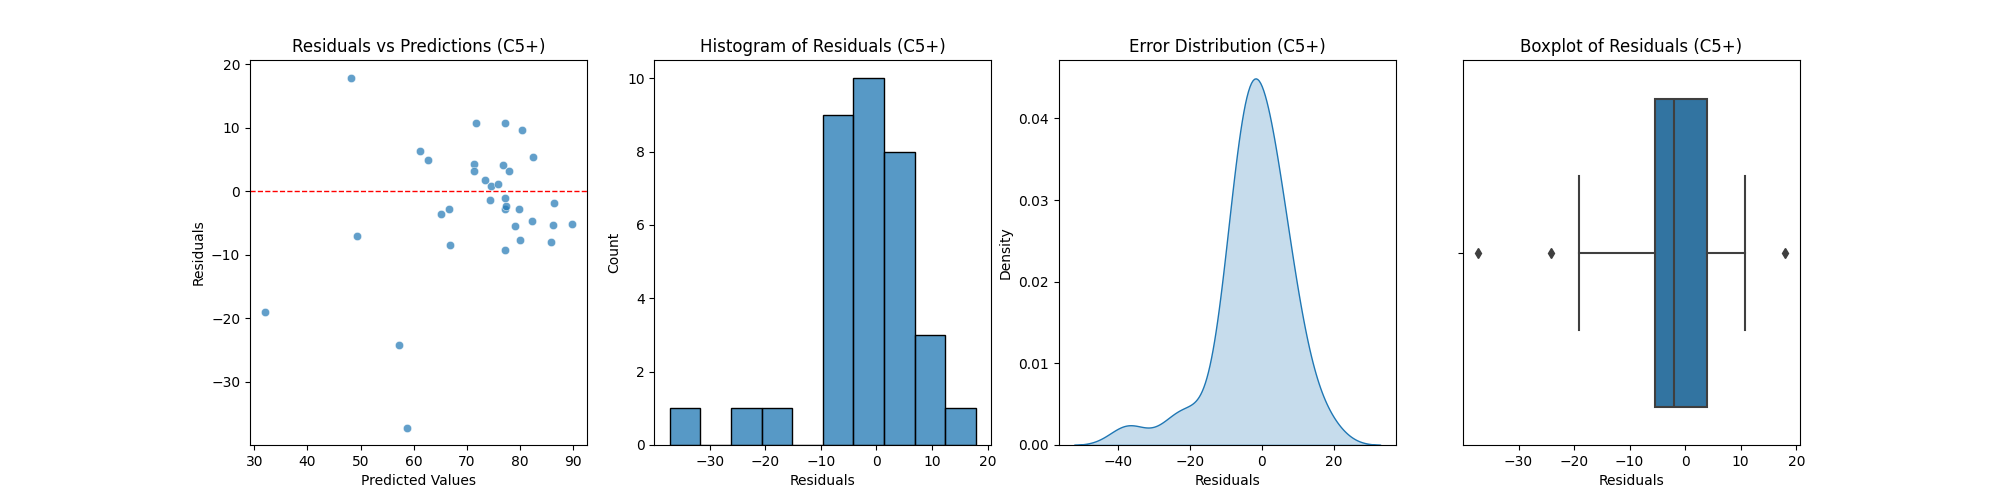 Residuals vs Predictions (C5+)
20
10
0
−10
−20
−30
Residuals
30 40 50 60 70 80 90
Predicted Values
Histogram of Residuals (C5+)
10
8
6
4
2
0
Count
−30 −20 −10 0 10 20
Residuals
Error Distribution (C5+)
0.04
0.03
0.02
0.01
0.00
Density
−40 −20 0 20
Residuals
Boxplot of Residuals (C5+)
−30 −20 −10 0 10 20
Residuals